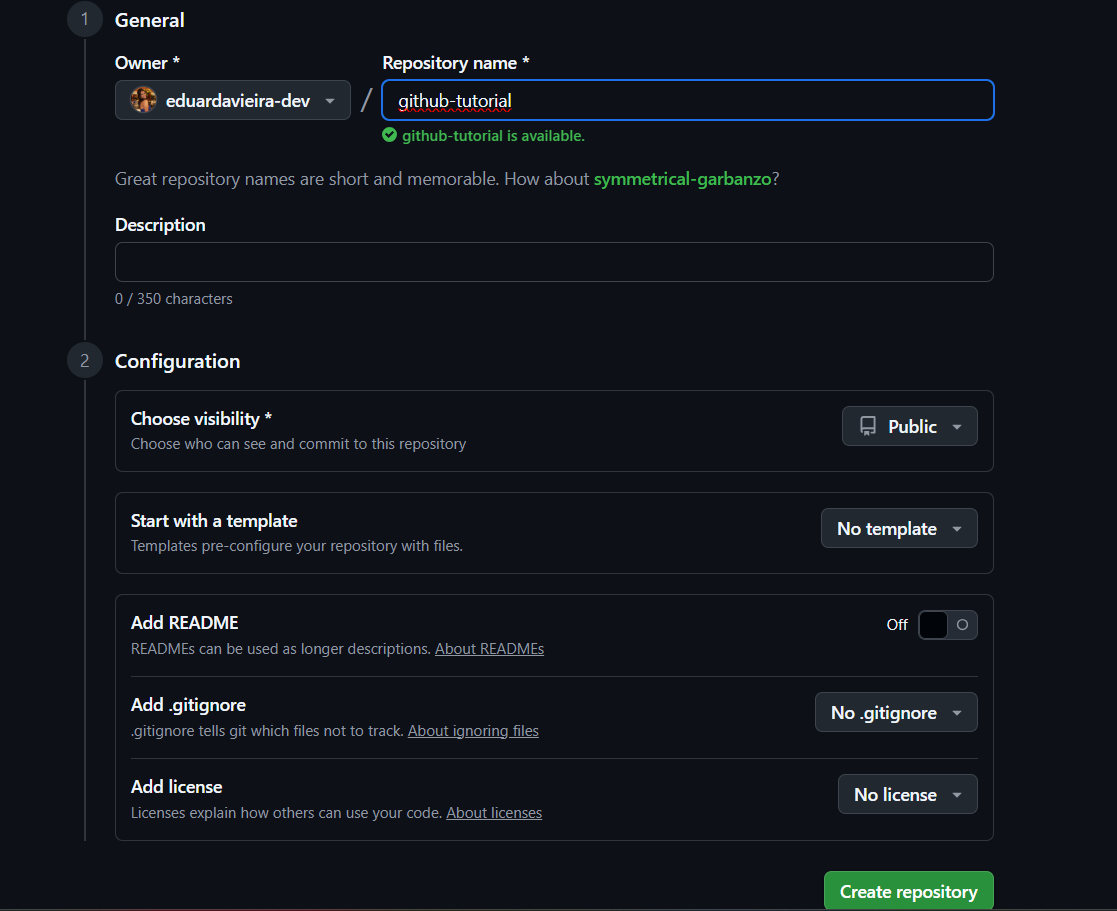 1 General
Owner * Repository name *
eduardavieira-dev / github-tutorial
github-tutorial is available.
Great repository names are short and memorable. How about symmetrical-garbanzo?
Description
0 / 350 characters
2 Configuration
Choose visibility *
Choose who can see and commit to this repository
Public
Start with a template
Templates pre-configure your repository with files.
No template
Add README
READMEs can be used as longer descriptions. About READMEs
Off
Add .gitignore
.gitignore tells git which files not to track. About ignoring files
No .gitignore
Add license
Licenses explain how others can use your code. About licenses
No license
Create repository